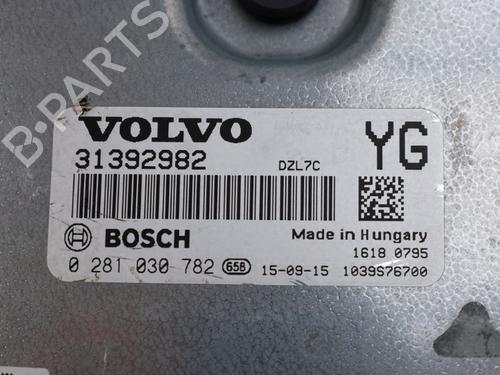 B-PARTS
VOLVO YG
31392982 DZL7C
BOSCH Made in Hungary
1618 0795
0 281 030 782 65B 15-09-15 1039S76700